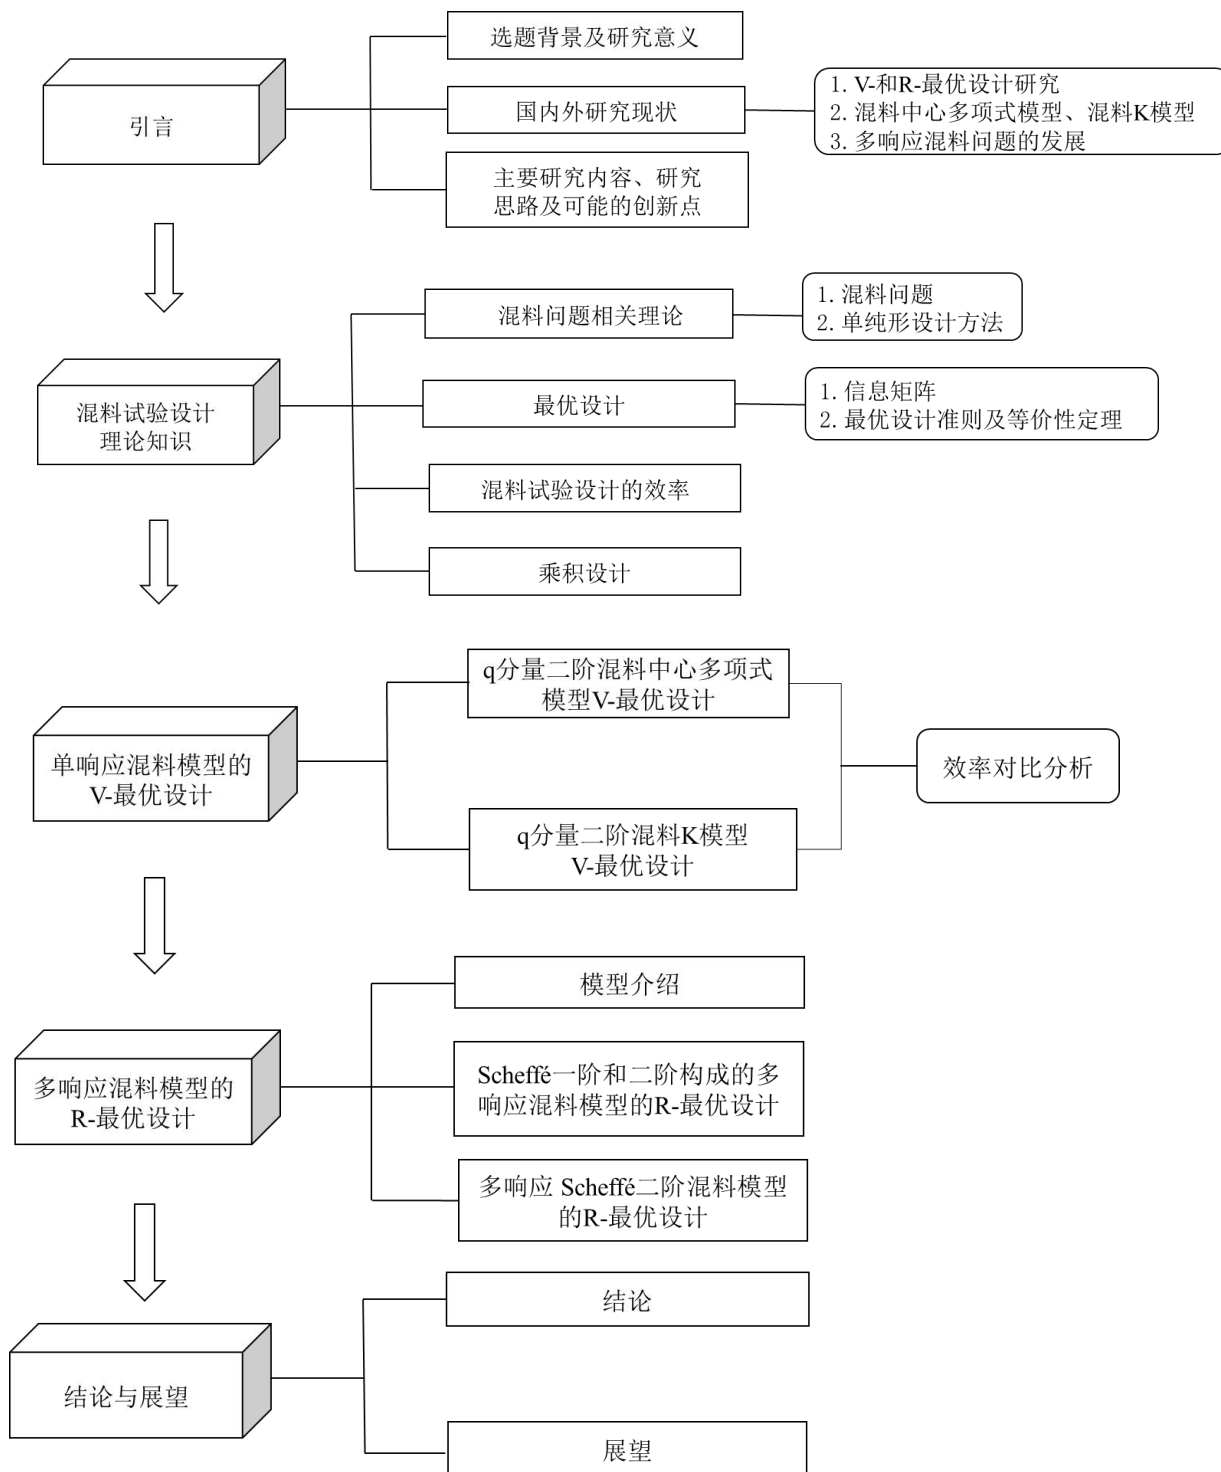 引言
选题背景及研究意义
国内外研究现状
1. V-和R-最优设计研究
2. 混料中心多项式模型、混料K模型
3. 多响应混料问题的发展
主要研究内容、研究
思路及可能的创新点
混料试验设计
理论知识
混料问题相关理论
1. 混料问题
2. 单纯形设计方法
最优设计
1. 信息矩阵
2. 最优设计准则及等价性定理
混料试验设计的效率
乘积设计
单响应混料模型的
V-最优设计
q分量二阶混料中心多项式
模型V-最优设计
q分量二阶混料K模型
V-最优设计
效率对比分析
多响应混料模型的
R-最优设计
模型介绍
Scheffé一阶和二阶构成的多
响应混料模型的R-最优设计
多响应 Scheffé二阶混料模型
的R-最优设计
结论与展望
结论
展望